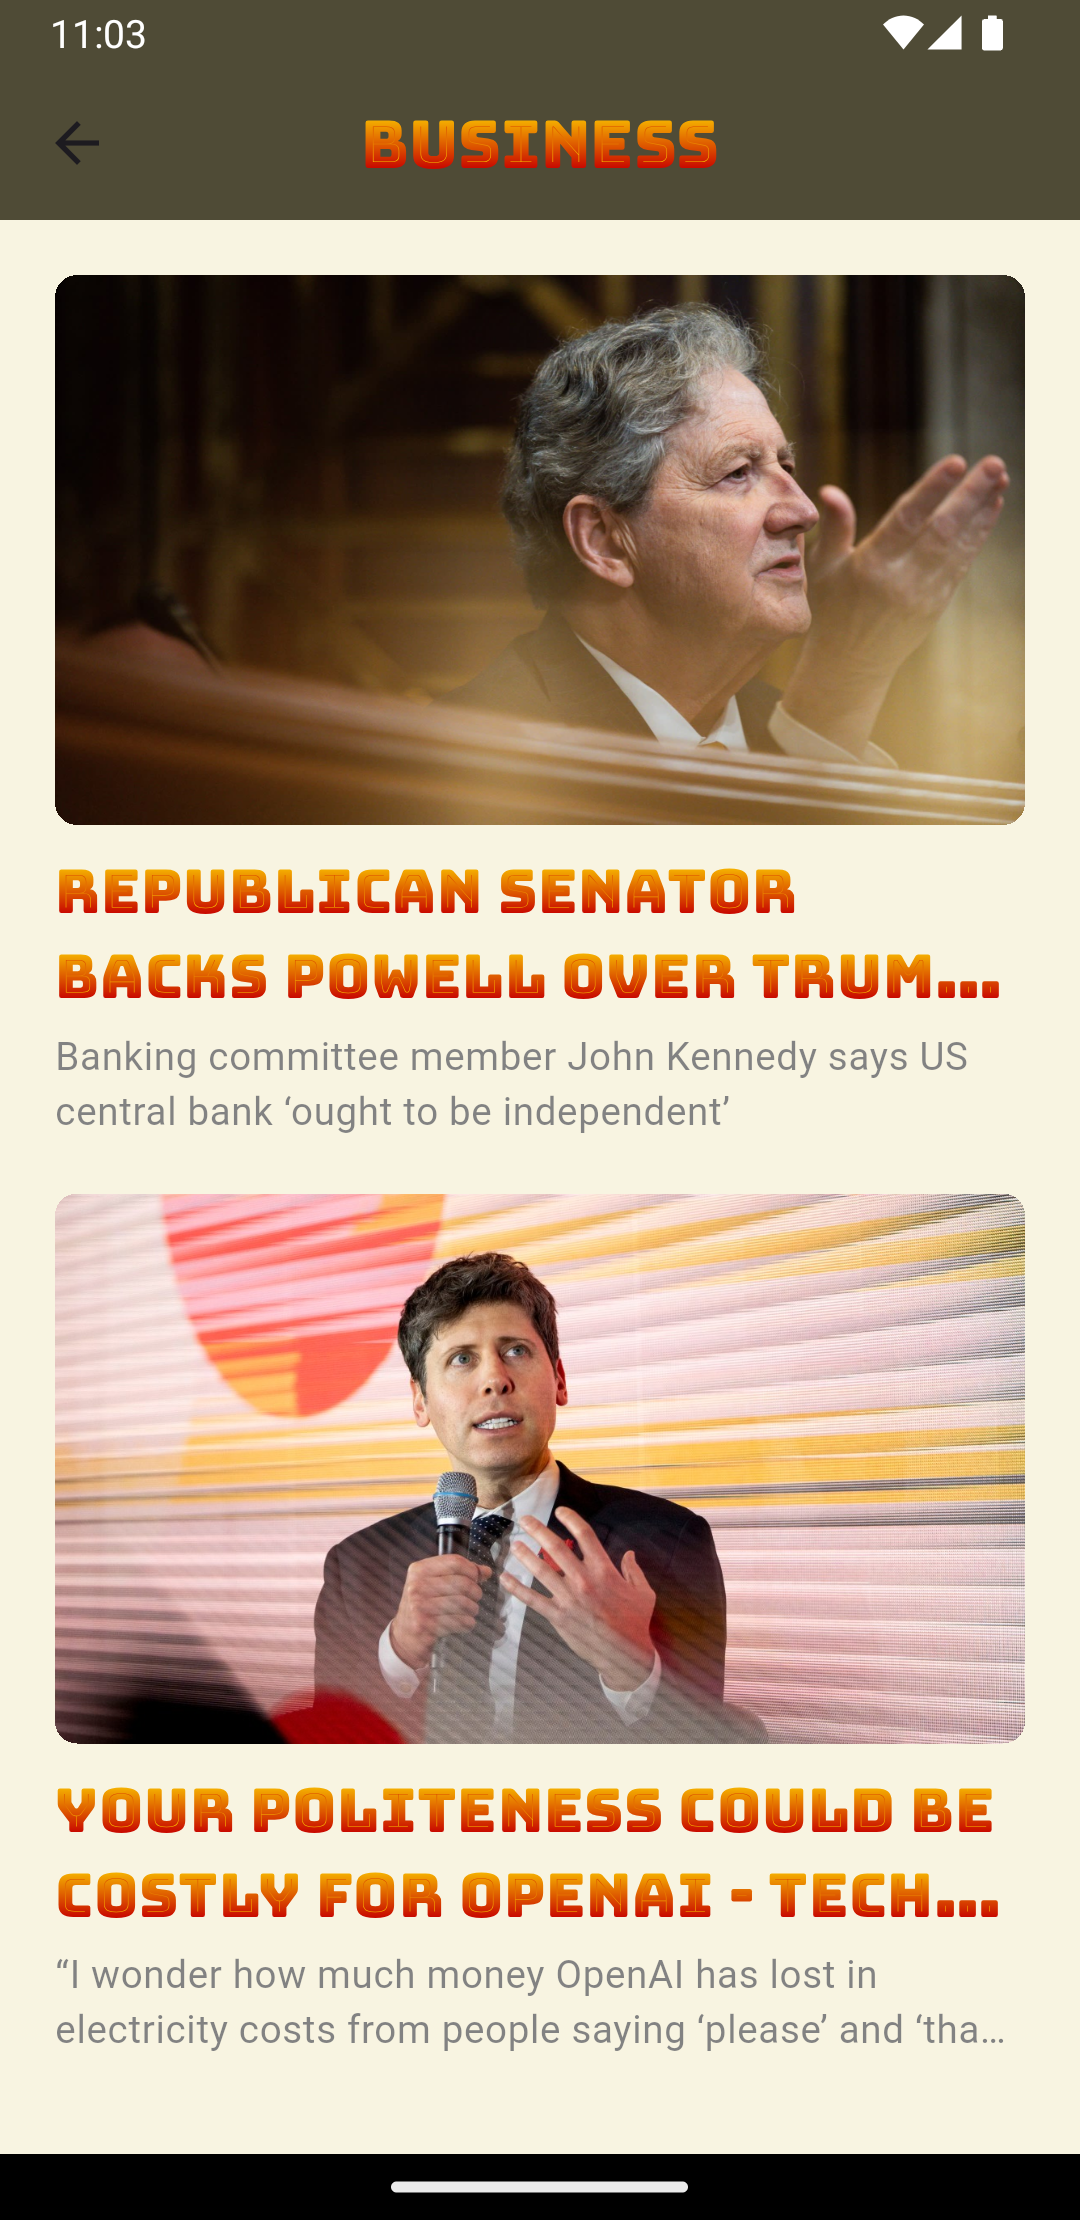 11:03
BUSINESS
REPUBLICAN SENATOR
BACKS POWELL OVER TRUM...
Banking committee member John Kennedy says US
central bank ‘ought to be independent’
YOUR POLITENESS COULD BE
COSTLY FOR OPENAI - TECH...
“I wonder how much money OpenAI has lost in
electricity costs from people saying ‘please’ and ‘tha...